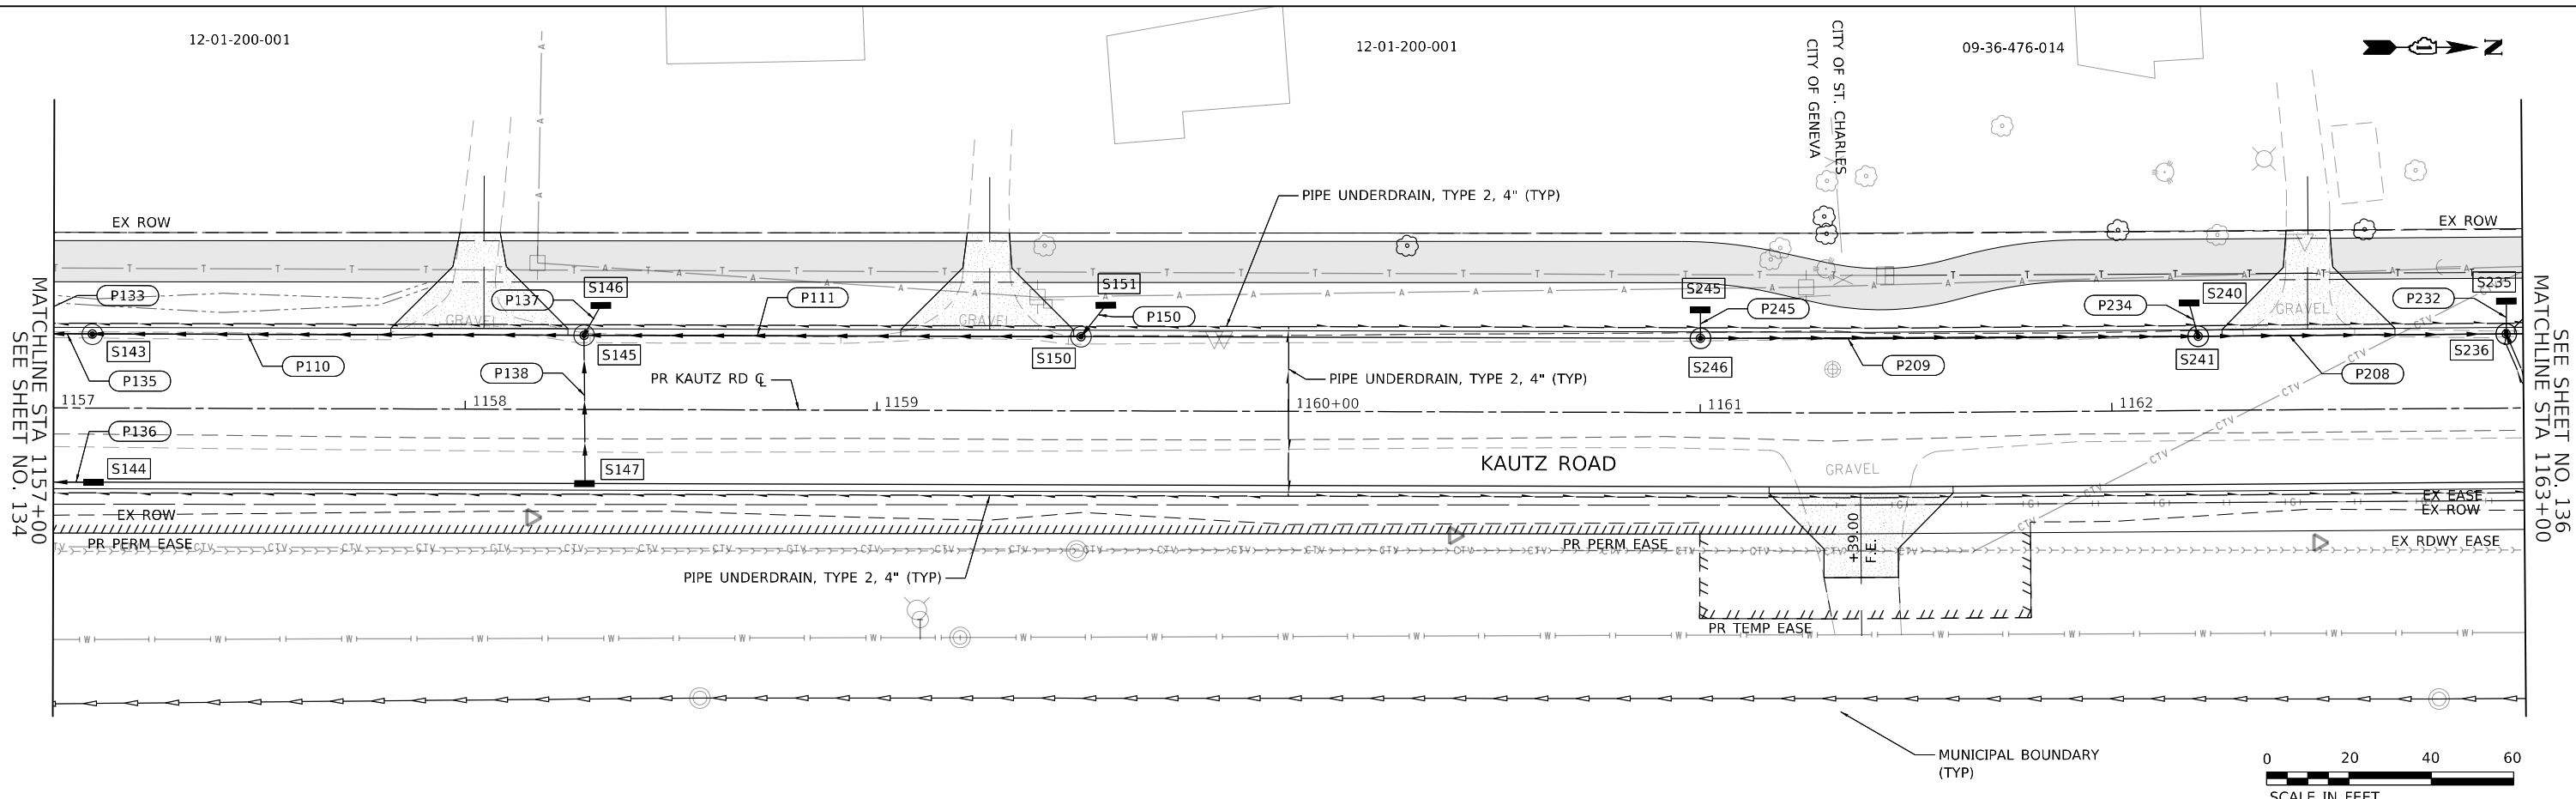 12-01-200-001
12-01-200-001
CITY OF GENEVA
CITY OF ST. CHARLES
09-36-476-014
N
A
A
A
PIPE UNDERDRAIN, TYPE 2, 4" (TYP)
EX ROW
EX ROW
MATCHLINE STA 1157+00
SEE SHEET NO. 134
SEE SHEET NO. 136
MATCHLINE STA 1163+00
P133
P137
S146
P111
S151
P150
S245
P245
P234
S240
P232
S235
GRAVEL
GRAVEL
GRAVEL
S143
P110
P135
S145
S150
S246
P209
S241
P208
S236
P138
PR KAUTZ RD ℄
PIPE UNDERDRAIN, TYPE 2, 4" (TYP)
1157
1158
1159
1160+00
1161
1162
P136
S144
S147
KAUTZ ROAD
GRAVEL
EX EASE
EX ROW
EX ROW
PR PERM EASE
PR PERM EASE
+3900
F.E.
EX RDWY EASE
CTV
PIPE UNDERDRAIN, TYPE 2, 4" (TYP)
PR TEMP EASE
W
MUNICIPAL BOUNDARY
(TYP)
0 20 40 60
SCALE IN FEET